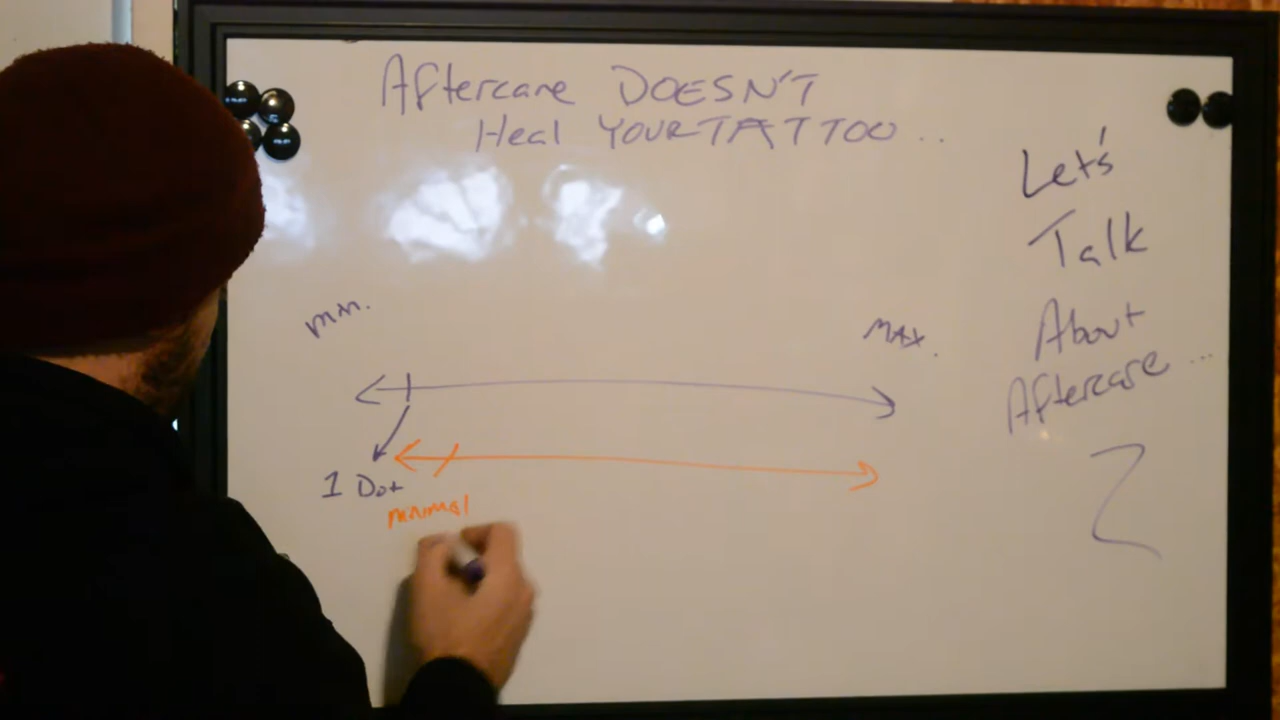 Aftercare DOESN'T
Heal YOUR TATTOO ..
Let's
Talk
About
Aftercare ...
min.
MAX.
1 Dot
minimal